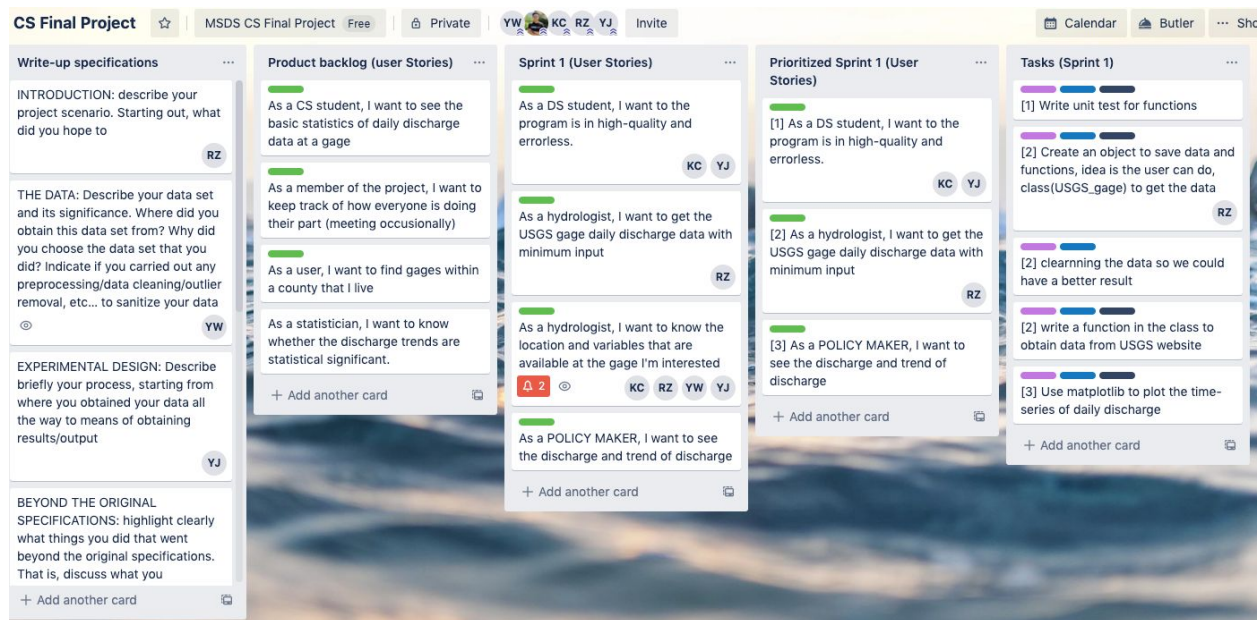 CS Final Project
MSDS CS Final Project Free
Private
YW
KC
RZ
YJ
Invite
Calendar
Butler
... Sho
Write-up specifications
...
INTRODUCTION: describe your
project scenario. Starting out, what
did you hope to
RZ
THE DATA: Describe your data set
and its significance. Where did you
obtain this data set from? Why did
you choose the data set that you
did? Indicate if you carried out any
preprocessing/data cleaning/outlier
removal, etc... to sanitize your data
YW
EXPERIMENTAL DESIGN: Describe
briefly your process, starting from
where you obtained your data all
the way to means of obtaining
results/output
YJ
BEYOND THE ORIGINAL
SPECIFICATIONS: highlight clearly
what things you did that went
beyond the original specifications.
That is, discuss what you
+ Add another card
Product backlog (user Stories)
...
As a CS student, I want to see the
basic statistics of daily discharge
data at a gage
As a member of the project, I want to
keep track of how everyone is doing
their part (meeting occusionally)
As a user, I want to find gages within
a county that I live
As a statistician, I want to know
whether the discharge trends are
statistical significant.
+ Add another card
Sprint 1 (User Stories)
...
As a DS student, I want to the
program is in high-quality and
errorless.
KC YJ
As a hydrologist, I want to get the
USGS gage daily discharge data with
minimum input
RZ
As a hydrologist, I want to know the
location and variables that are
available at the gage I'm interested
2
KC RZ YW YJ
As a POLICY MAKER, I want to see
the discharge and trend of discharge
+ Add another card
Prioritized Sprint 1 (User
Stories)
...
[1] As a DS student, I want to the
program is in high-quality and
errorless.
KC YJ
[2] As a hydrologist, I want to get the
USGS gage daily discharge data with
minimum input
RZ
[3] As a POLICY MAKER, I want to
see the discharge and trend of
discharge
+ Add another card
Tasks (Sprint 1)
...
[1] Write unit test for functions
[2] Create an object to save data and
functions, idea is the user can do,
class(USGS_gage) to get the data
RZ
[2] clearnning the data so we could
have a better result
[2] write a function in the class to
obtain data from USGS website
[3] Use matplotlib to plot the time-
series of daily discharge
+ Add another card